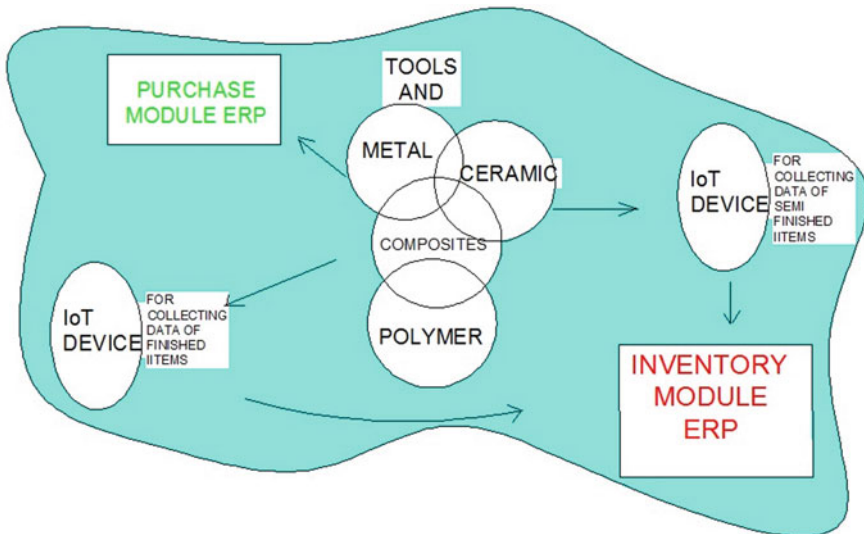 PURCHASE
MODULE ERP
TOOLS
AND
METAL
CERAMIC
COMPOSITES
POLYMER
IoT
DEVICE
FOR
COLLECTING
DATA OF
SEMI
FINISHED
IITEMS
IoT
DEVICE
FOR
COLLECTING
DATA OF
FINISHED
IITEMS
INVENTORY
MODULE
ERP